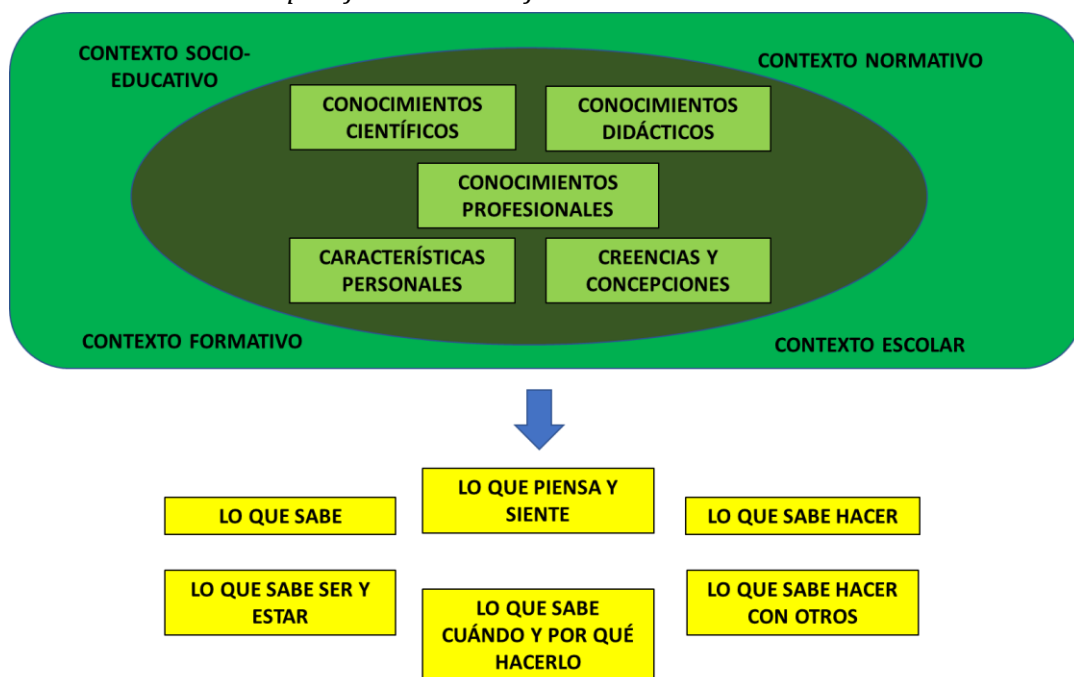 CONTEXTO SOCIO-
EDUCATIVO
CONTEXTO NORMATIVO
CONOCIMIENTOS
CIENTÍFICOS
CONOCIMIENTOS
DIDÁCTICOS
CONOCIMIENTOS
PROFESIONALES
CARACTERÍSTICAS
PERSONALES
CREENCIAS Y
CONCEPCIONES
CONTEXTO FORMATIVO
CONTEXTO ESCOLAR
LO QUE SABE
LO QUE PIENSA Y
SIENTE
LO QUE SABE HACER
LO QUE SABE SER Y
ESTAR
LO QUE SABE
CUÁNDO Y POR QUÉ
HACERLO
LO QUE SABE HACER
CON OTROS